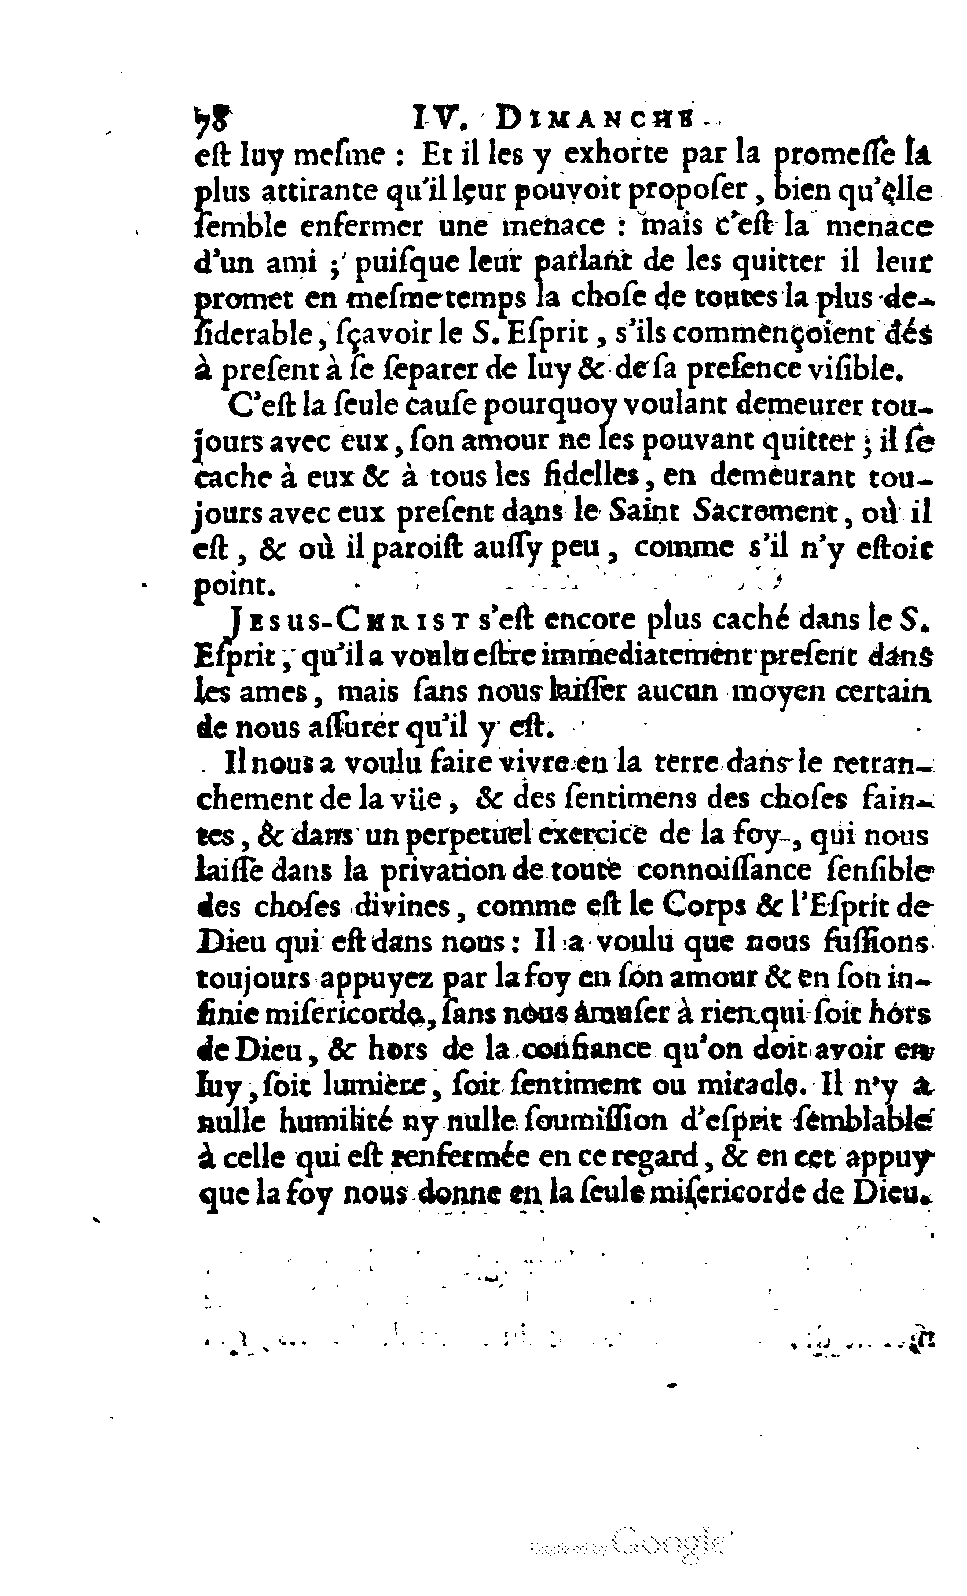 78 IV. DIMANCHE
eſt luy meſme : Et il les y exhorte par la promeſſe la
plus attirante qu'il leur pouvoit propoſer, bien qu'elle
ſemble enfermer une menace : mais c'eſt la menace
d'un ami ; puiſque leur parlant de les quitter il leur
promet en meſme temps la choſe de toutes la plus de-
ſiderable, ſçavoir le S. Eſprit, s'ils commençoient dés
à preſent à ſe ſeparer de luy & de ſa preſence viſible.
C'eſt la ſeule cauſe pourquoy voulant demeurer tou-
jours avec eux, ſon amour ne les pouvant quitter ; il ſe
cache à eux & à tous les fidelles, en demeurant tou-
jours avec eux preſent dans le Saint Sacrement, où il
eſt, & où il paroiſt auſſy peu, comme s'il n'y eſtoit
point.
JESUS-CHRIST s'eſt encore plus caché dans le S.
Eſprit, qu'il a voulu eſtre immediatement preſent dans
les ames, mais ſans nous laiſſer aucun moyen certain
de nous aſſurer qu'il y eſt.
Il nous a voulu faire vivre en la terre dans le retran-
chement de la vüe, & des ſentimens des choſes ſain-
tes, & dans un perpetuel exercice de la foy, qui nous
laiſſe dans la privation de toute connoiſſance ſenſible
des choſes divines, comme eſt le Corps & l'Eſprit de
Dieu qui eſt dans nous : Il a voulu que nous fuſſions
toujours appuyez par la foy en ſon amour & en ſon in-
finie miſericorde, ſans nous amuſer à rien qui ſoit hors
de Dieu, & hors de la confiance qu'on doit avoir en
luy, ſoit lumiere, ſoit ſentiment ou miracle. Il n'y a
nulle humilité ny nulle ſoumiſſion d'eſprit ſemblable
à celle qui eſt renfermée en ce regard, & en cet appuy
que la foy nous donne en la ſeule miſericorde de Dieu.
Google